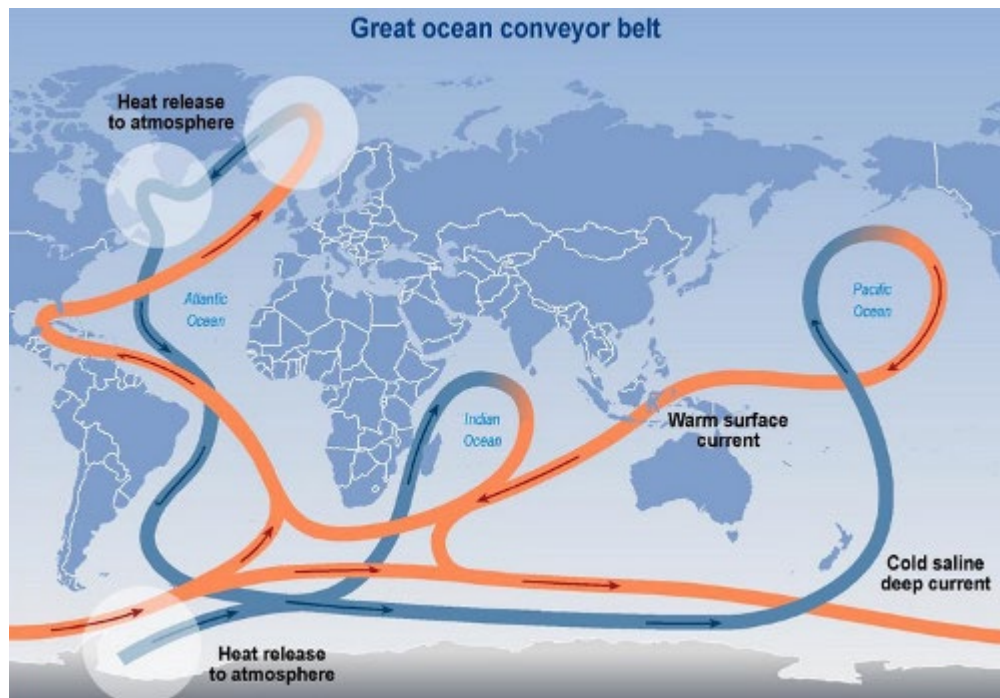 Great ocean conveyor belt
Heat release
to atmosphere
Atlantic
Ocean
Pacific
Ocean
Indian
Ocean
Warm surface
current
Cold saline
deep current
Heat release
to atmosphere